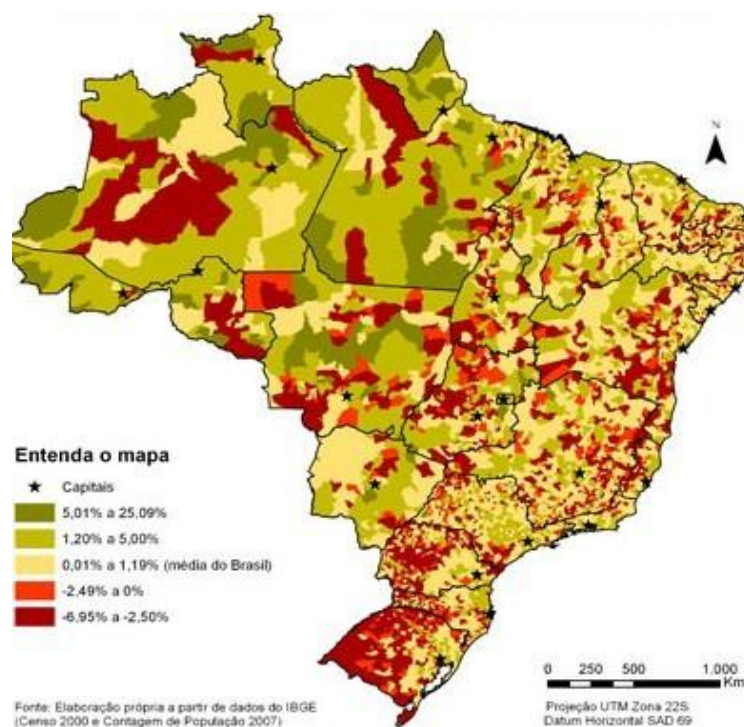 N
Entenda o mapa
Capitais
5,01% a 25,09%
1,20% a 5,00%
0,01% a 1,19% (média do Brasil)
-2.49% a 0%
-6.95% a -2.50%
0 250 500 1.000
Km
Fonte: Elaboração própria a partir de dados do IBGE
(Censo 2000 e Contagem de População 2007)
Projeção UTM Zona 22S.
Datum Horizontal SAD 69